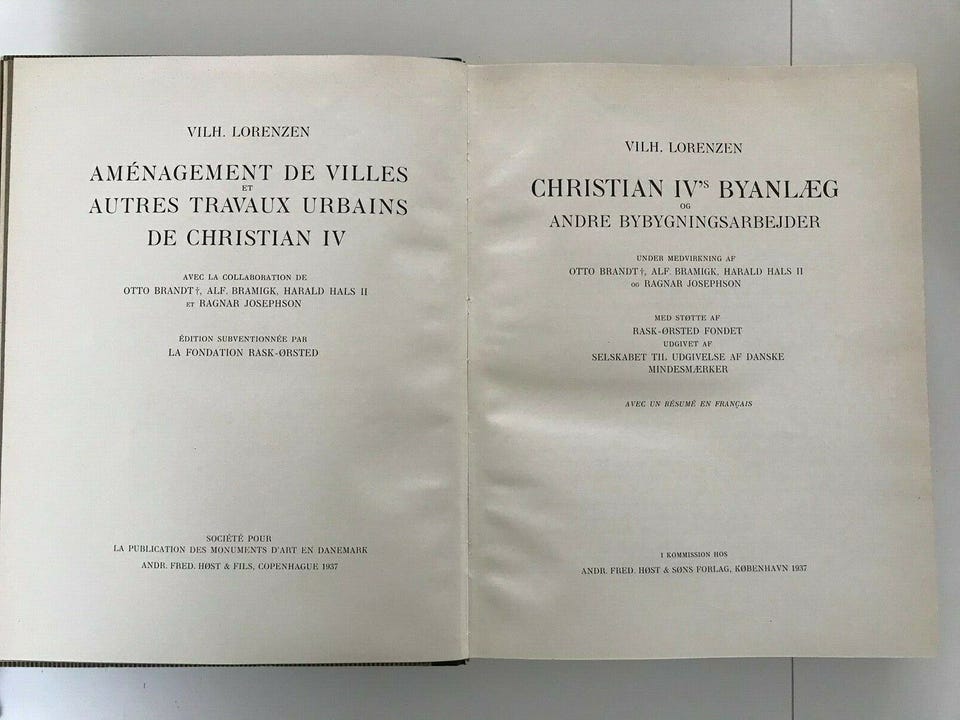 VILH. LORENZEN
AMÉNAGEMENT DE VILLES
ET
AUTRES TRAVAUX URBAINS
DE CHRISTIAN IV
AVEC LA COLLABORATION DE
OTTO BRANDT†, ALF. BRAMIGK, HARALD HALS II
ET RAGNAR JOSEPHSON
ÉDITION SUBVENTIONNÉE PAR
LA FONDATION RASK-ØRSTED
SOCIÉTÉ POUR
LA PUBLICATION DES MONUMENTS D'ART EN DANEMARK
ANDR. FRED. HØST & FILS, COPENHAGUE 1937
VILH. LORENZEN
CHRISTIAN IV'S BYANLÆG
OG
ANDRE BYBYGNINGSARBEJDER
UNDER MEDVIRKNING AF
OTTO BRANDT†, ALF. BRAMIGK, HARALD HALS II
OG RAGNAR JOSEPHSON
MED STØTTE AF
RASK-ØRSTED FONDET
UDGIVET AF
SELSKABET TIL UDGIVELSE AF DANSKE
MINDESMÆRKER
AVEC UN RÉSUMÉ EN FRANÇAIS
I KOMMISSION HOS
ANDR. FRED. HØST & SØNS FORLAG, KØBENHAVN 1937